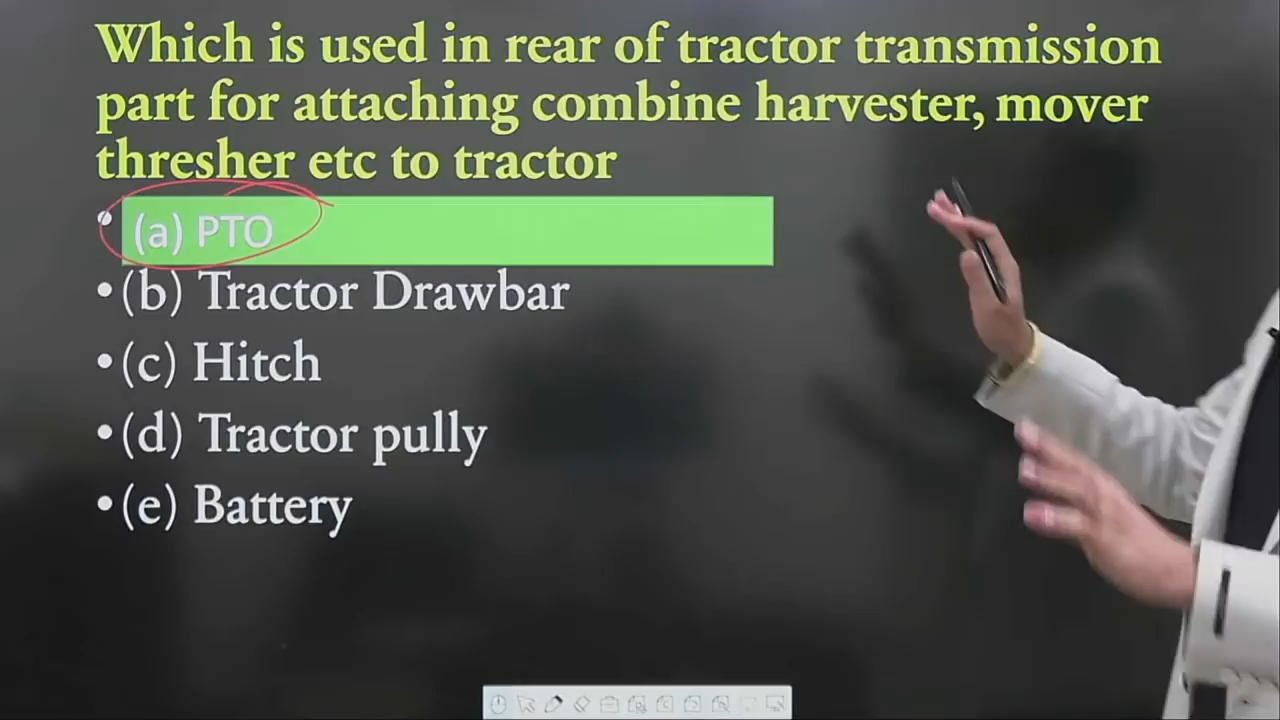 Which is used in rear of tractor transmission
part for attaching combine harvester, mover
thresher etc to tractor
• (a) PTO
• (b) Tractor Drawbar
• (c) Hitch
• (d) Tractor pully
• (e) Battery